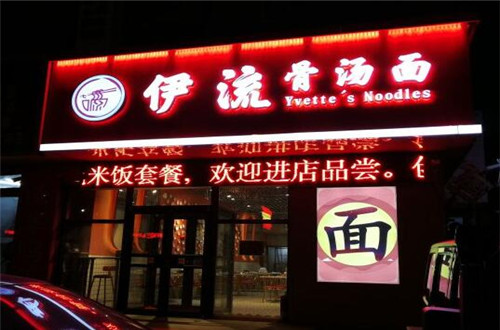 伊流骨汤面
Yvette's Noodles
米饭套餐，欢迎进店品尝。
面